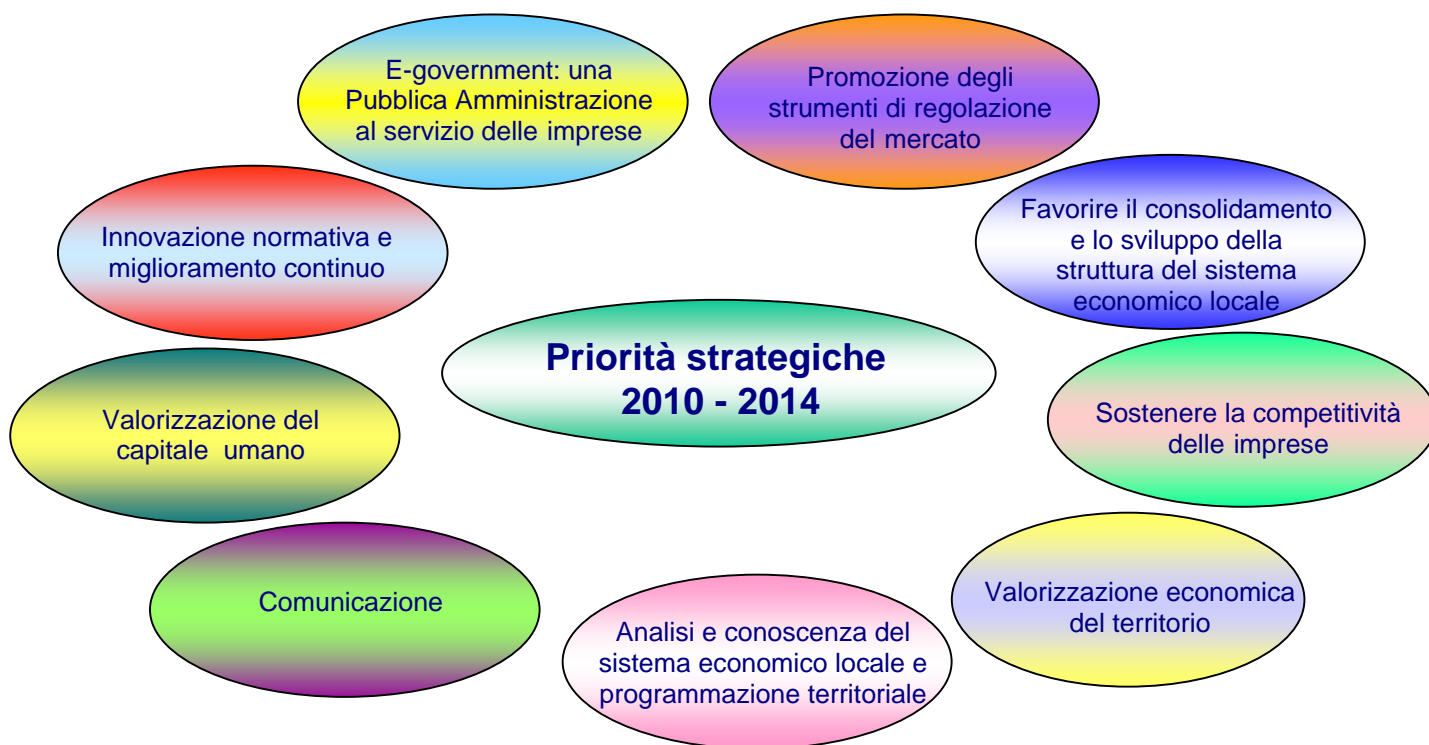 E-government: una
Pubblica Amministrazione
al servizio delle imprese
Promozione degli
strumenti di regolazione
del mercato
Innovazione normativa e
miglioramento continuo
Favorire il consolidamento
e lo sviluppo della
struttura del sistema
economico locale
Priorità strategiche
2010 - 2014
Valorizzazione del
capitale umano
Sostenere la competitività
delle imprese
Comunicazione
Valorizzazione economica
del territorio
Analisi e conoscenza del
sistema economico locale e
programmazione territoriale